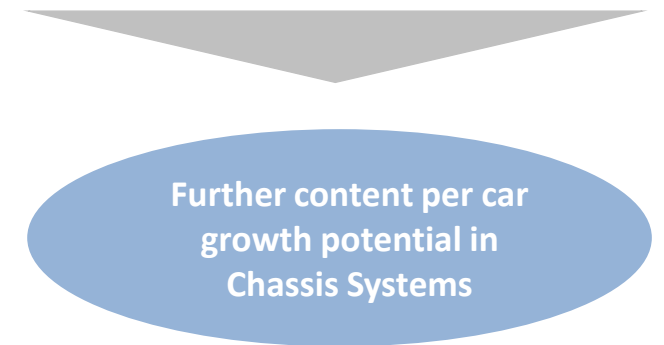 Further content per car
growth potential in
Chassis Systems